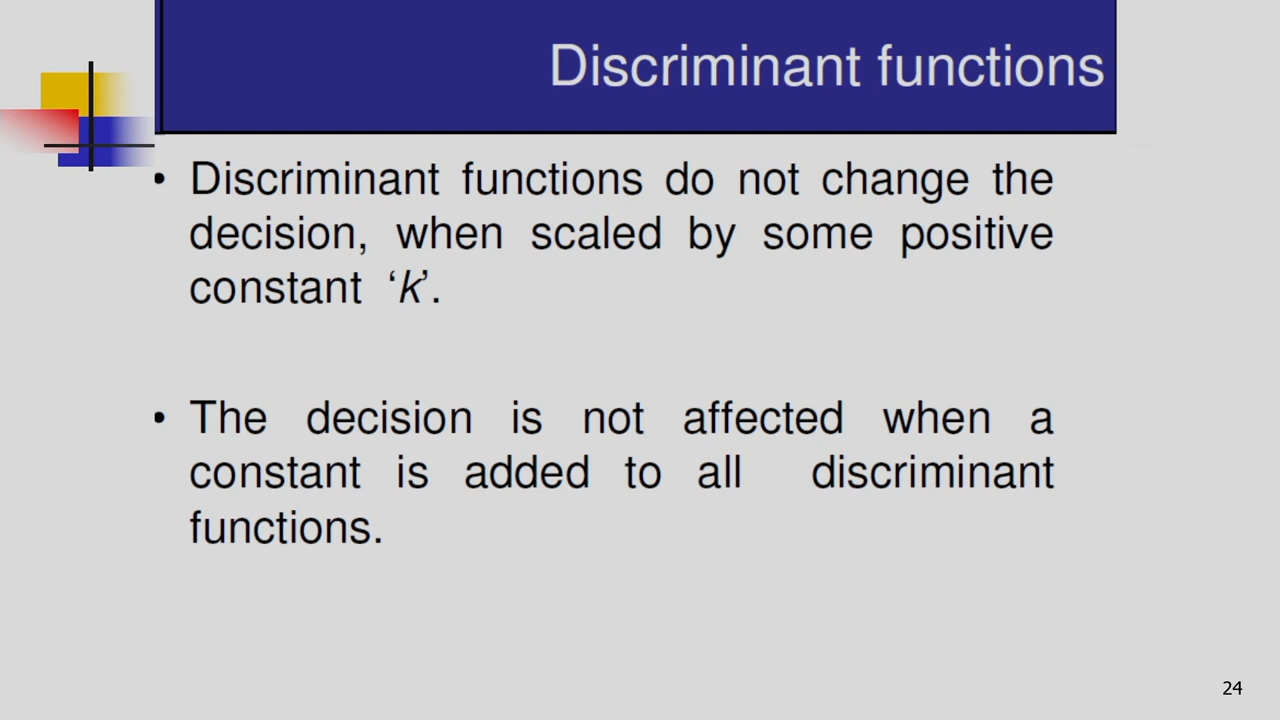 Discriminant functions
• Discriminant functions do not change the
decision, when scaled by some positive
constant ‘k’.
• The decision is not affected when a
constant is added to all discriminant
functions.
24